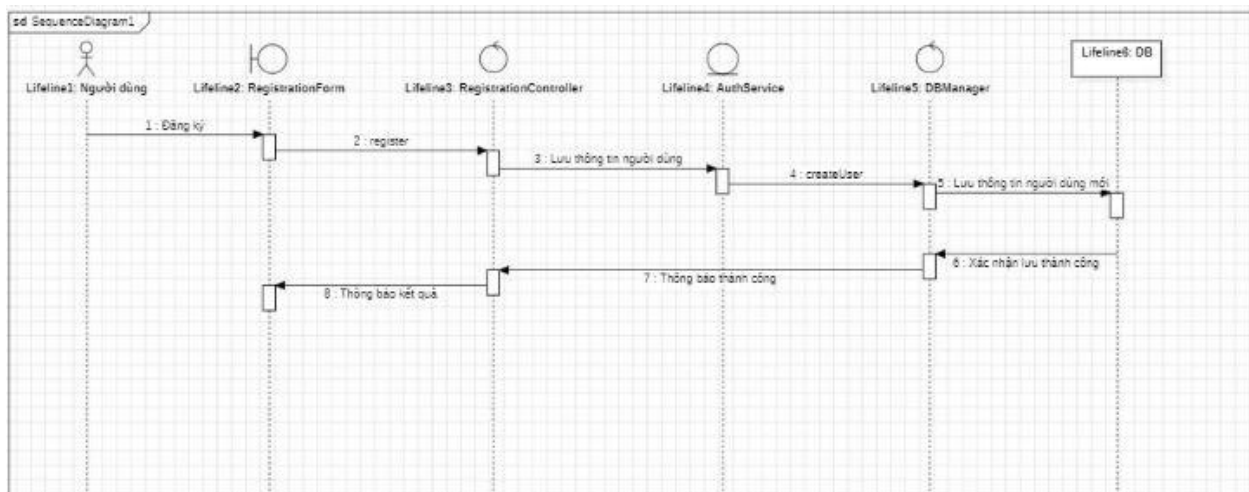 sd SequenceDiagram1
Lifeline1: Người dùng
Lifeline2: RegistrationForm
Lifeline3: RegistrationController
Lifeline4: AuthService
Lifeline5: DBManager
Lifeline6: DB
1 : Đăng ký
2 : register
3 : Lưu thông tin người dùng
4 : createUser
5 : Lưu thông tin người dùng mới
6 : Xác nhận lưu thành công
7 : Thông báo thành công
8 : Thông báo kết quả